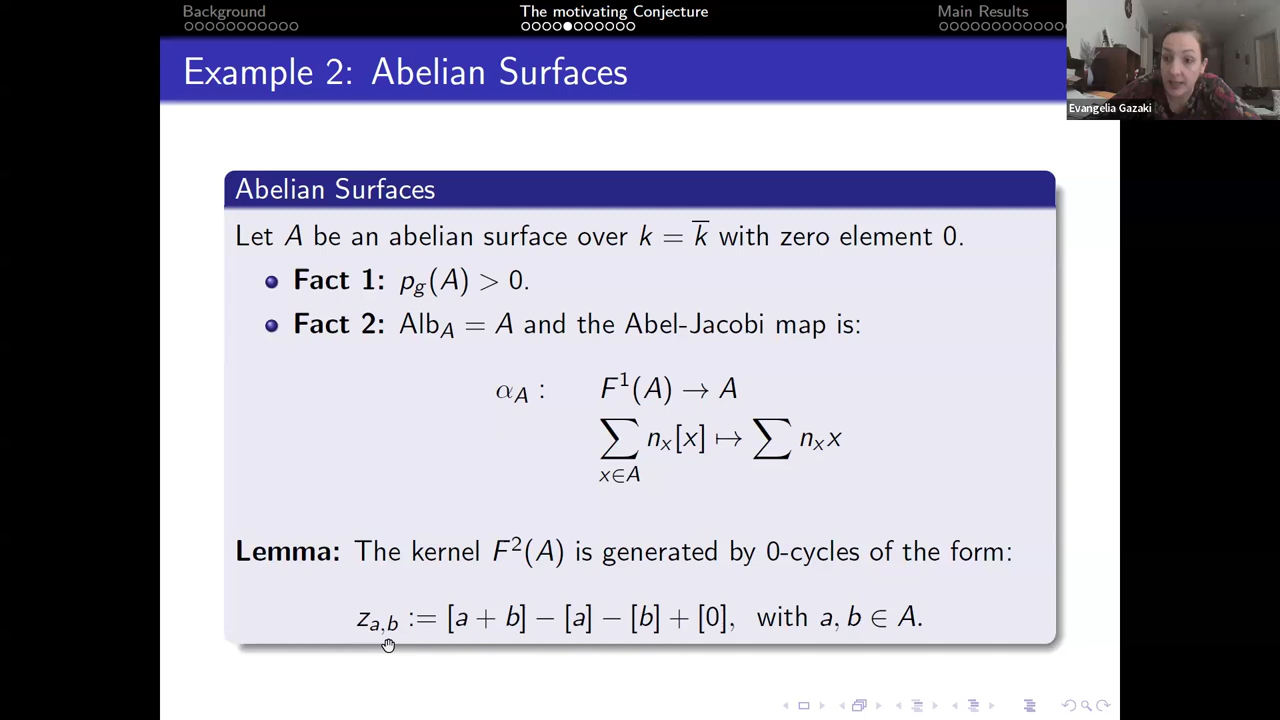 Background
The motivating Conjecture
Main Results
Example 2: Abelian Surfaces
Evangelia Gazaki
Abelian Surfaces
Let A be an abelian surface over k = k̅ with zero element 0.
Fact 1: p_g(A) > 0.
Fact 2: Alb_A = A and the Abel-Jacobi map is:
α_A : F¹(A) → A
∑_{x∈A} n_x[x] ↦ ∑ n_x x
Lemma: The kernel F²(A) is generated by 0-cycles of the form:
z_{a,b} := [a + b] − [a] − [b] + [0], with a, b ∈ A.